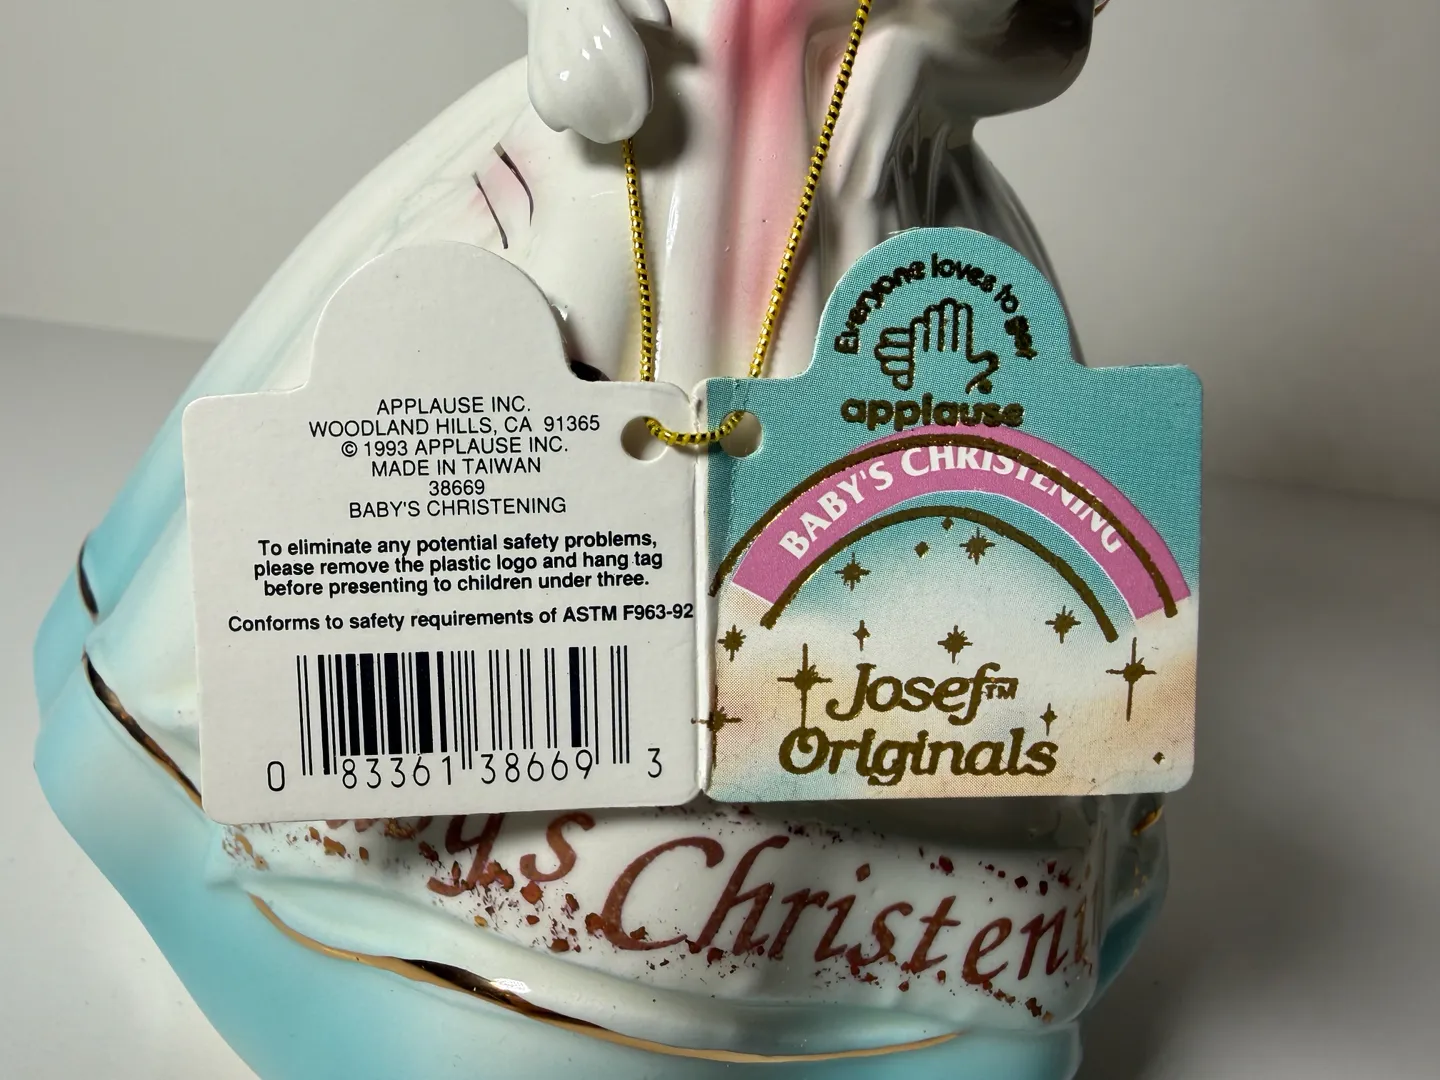 APPLAUSE INC.
WOODLAND HILLS, CA 91365
© 1993 APPLAUSE INC.
MADE IN TAIWAN
38669
BABY'S CHRISTENING
To eliminate any potential safety problems,
please remove the plastic logo and hang tag
before presenting to children under three.
Conforms to safety requirements of ASTM F963-92
0 83361 38669 3
Everyone loves to get
applause
BABY'S CHRISTENING
Josef™
Originals
Christeni